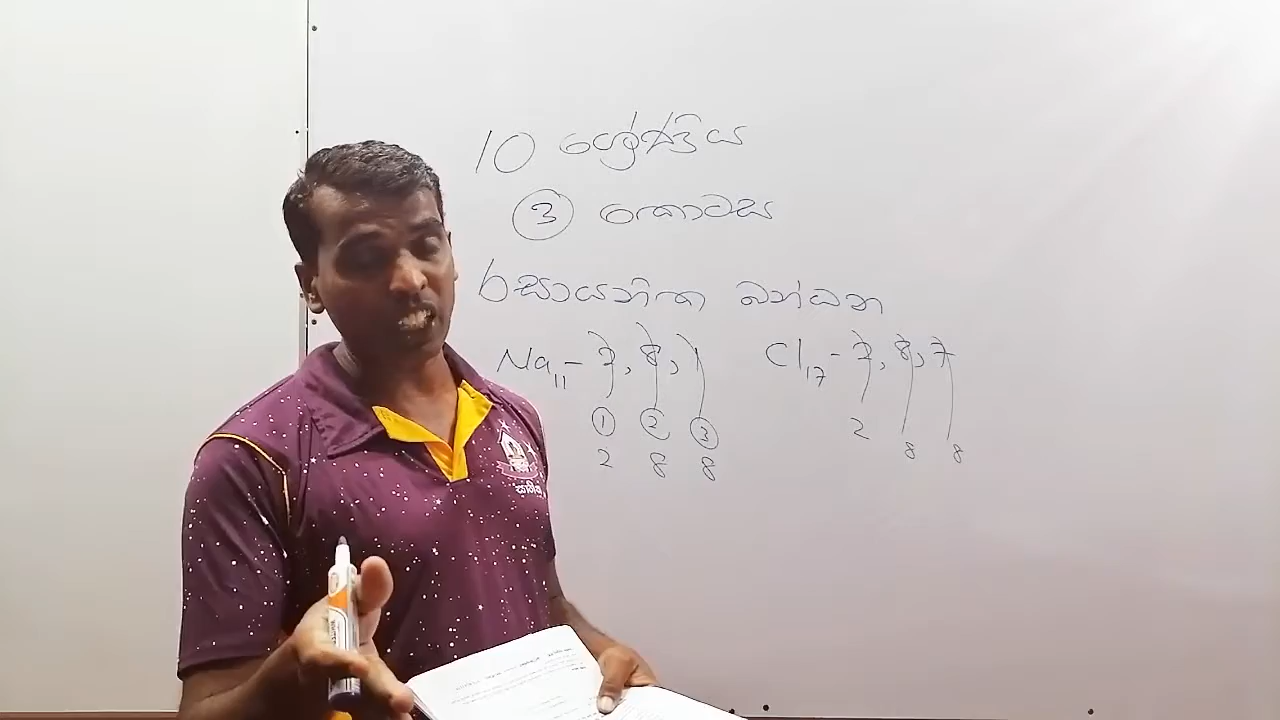 10 ශ්‍රේණිය
③ කොටස
රසායනික බන්ධන
Na11 - 2, 8, 1 Cl17 - 2, 8, 7
① ② ③
2 8 8 2 8 8